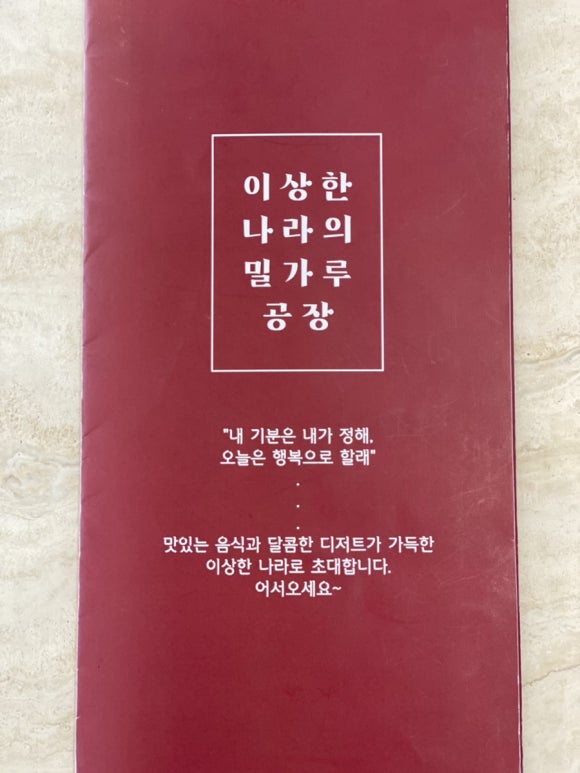 이상한
나라의
밀가루
공장
"내 기분은 내가 정해,
오늘은 행복으로 할래"
.
.
.
맛있는 음식과 달콤한 디저트가 가득한
이상한 나라로 초대합니다.
어서오세요~